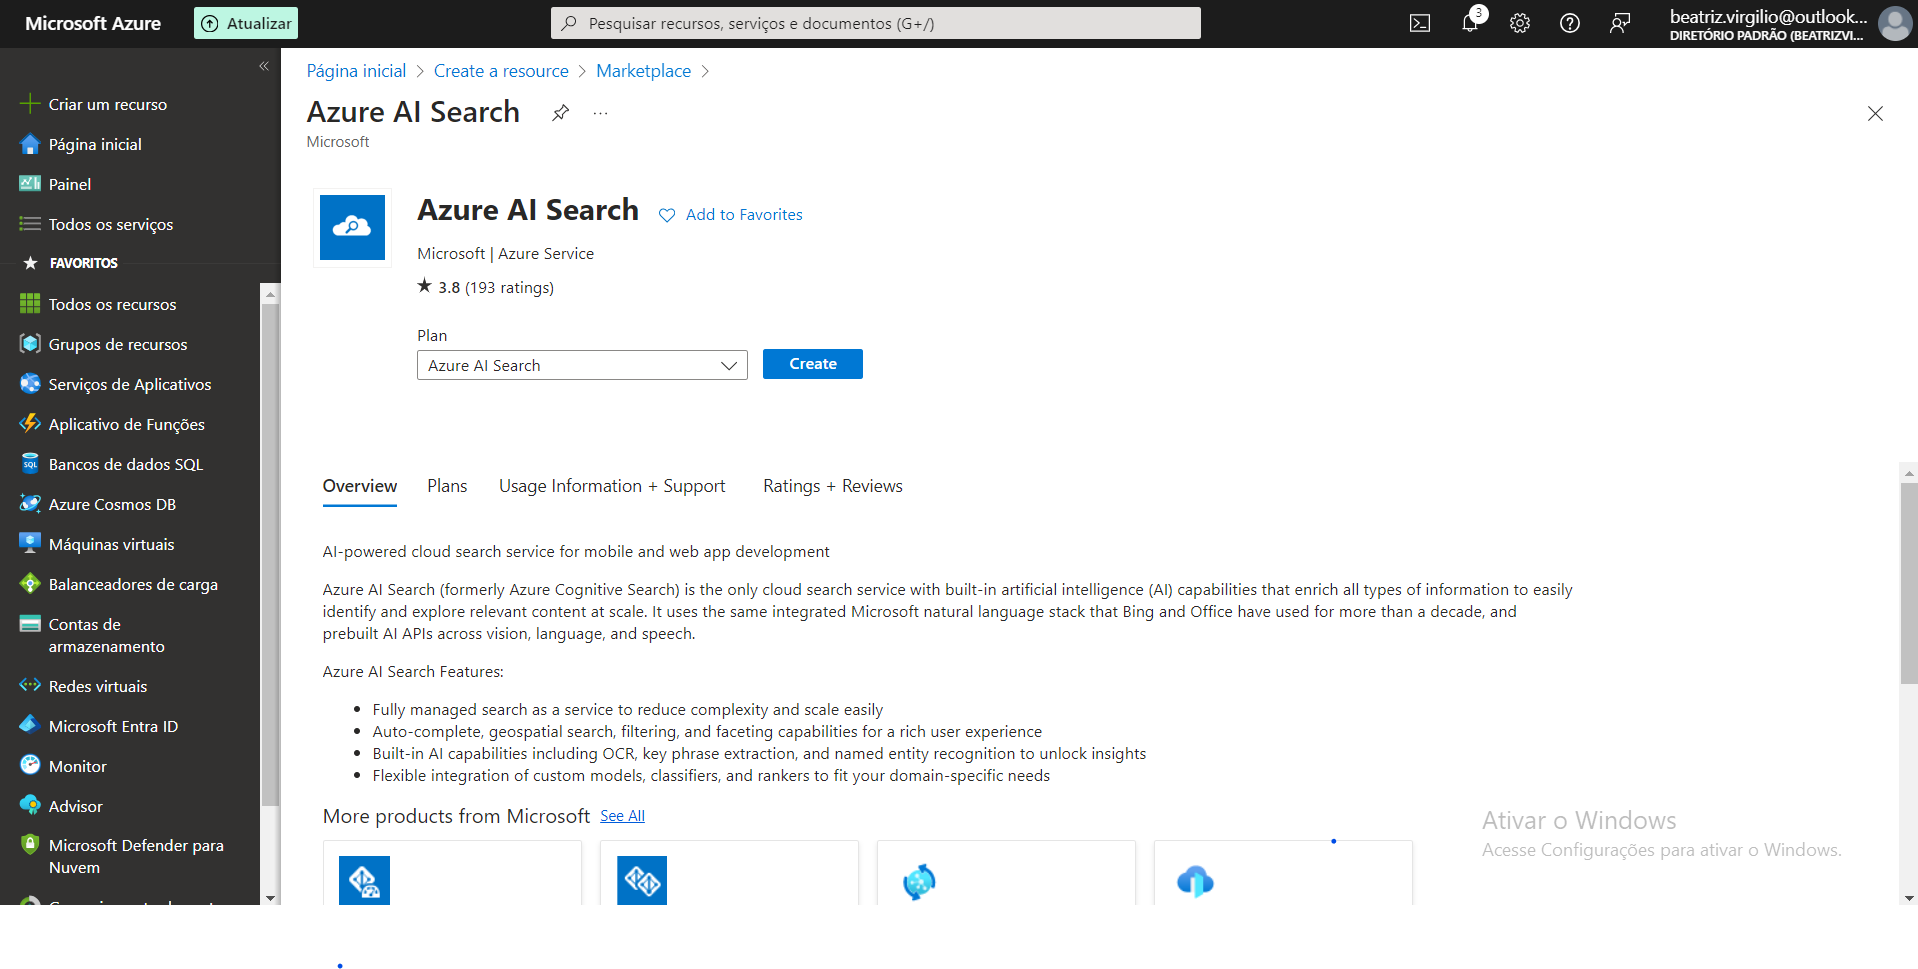 Microsoft Azure
Atualizar
Pesquisar recursos, serviços e documentos (G+/)
3
beatriz.virgilio@outlook...
DIRETÓRIO PADRÃO (BEATRIZVI...
Criar um recurso
Página inicial
Painel
Todos os serviços
FAVORITOS
Todos os recursos
Grupos de recursos
Serviços de Aplicativos
Aplicativo de Funções
SQL
Bancos de dados SQL
Azure Cosmos DB
Máquinas virtuais
Balanceadores de carga
Contas de
armazenamento
Redes virtuais
Microsoft Entra ID
Monitor
Advisor
Microsoft Defender para
Nuvem
Página inicial > Create a resource > Marketplace >
Azure AI Search
...
Microsoft
Azure AI Search
Add to Favorites
Microsoft | Azure Service
★ 3.8 (193 ratings)
Plan
Azure AI Search
Create
Overview
Plans
Usage Information + Support
Ratings + Reviews
AI-powered cloud search service for mobile and web app development
Azure AI Search (formerly Azure Cognitive Search) is the only cloud search service with built-in artificial intelligence (AI) capabilities that enrich all types of information to easily
identify and explore relevant content at scale. It uses the same integrated Microsoft natural language stack that Bing and Office have used for more than a decade, and
prebuilt AI APIs across vision, language, and speech.
Azure AI Search Features:
• Fully managed search as a service to reduce complexity and scale easily
• Auto-complete, geospatial search, filtering, and faceting capabilities for a rich user experience
• Built-in AI capabilities including OCR, key phrase extraction, and named entity recognition to unlock insights
• Flexible integration of custom models, classifiers, and rankers to fit your domain-specific needs
More products from Microsoft
See All
Ativar o Windows
Acesse Configurações para ativar o Windows.